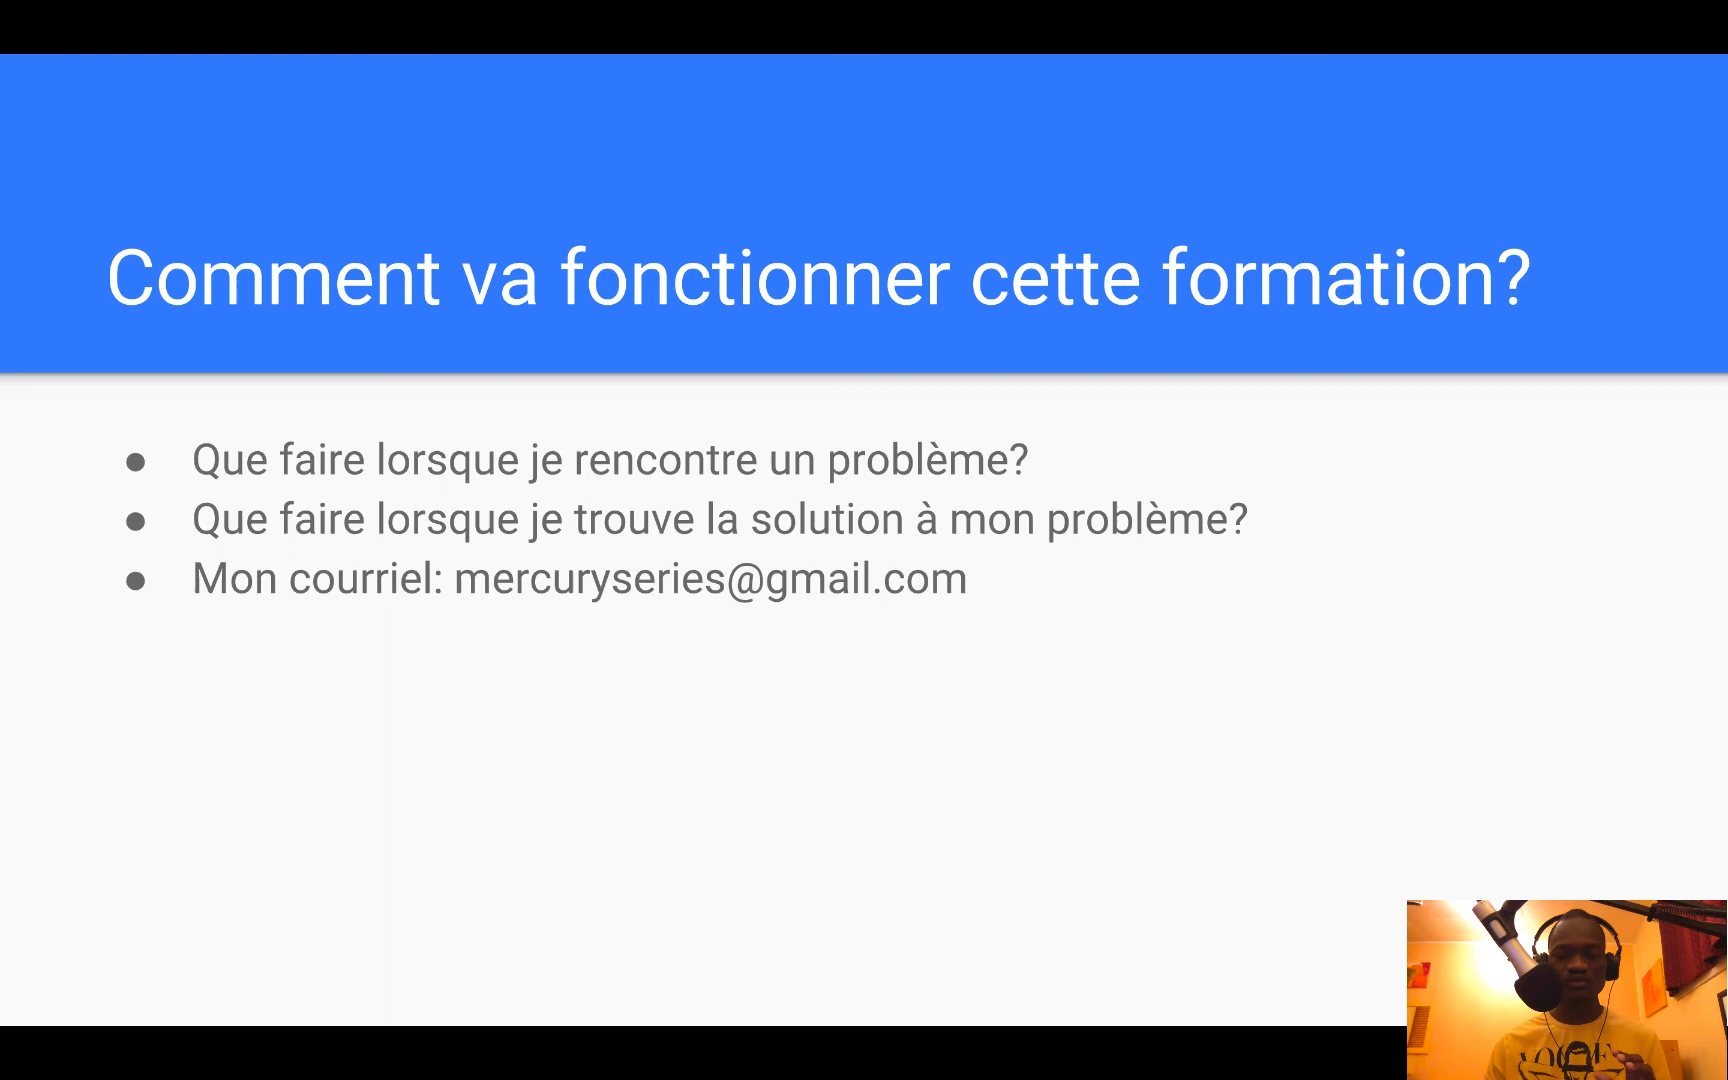 Comment va fonctionner cette formation?
● Que faire lorsque je rencontre un problème?
● Que faire lorsque je trouve la solution à mon problème?
● Mon courriel: mercuryseries@gmail.com
VOGUE